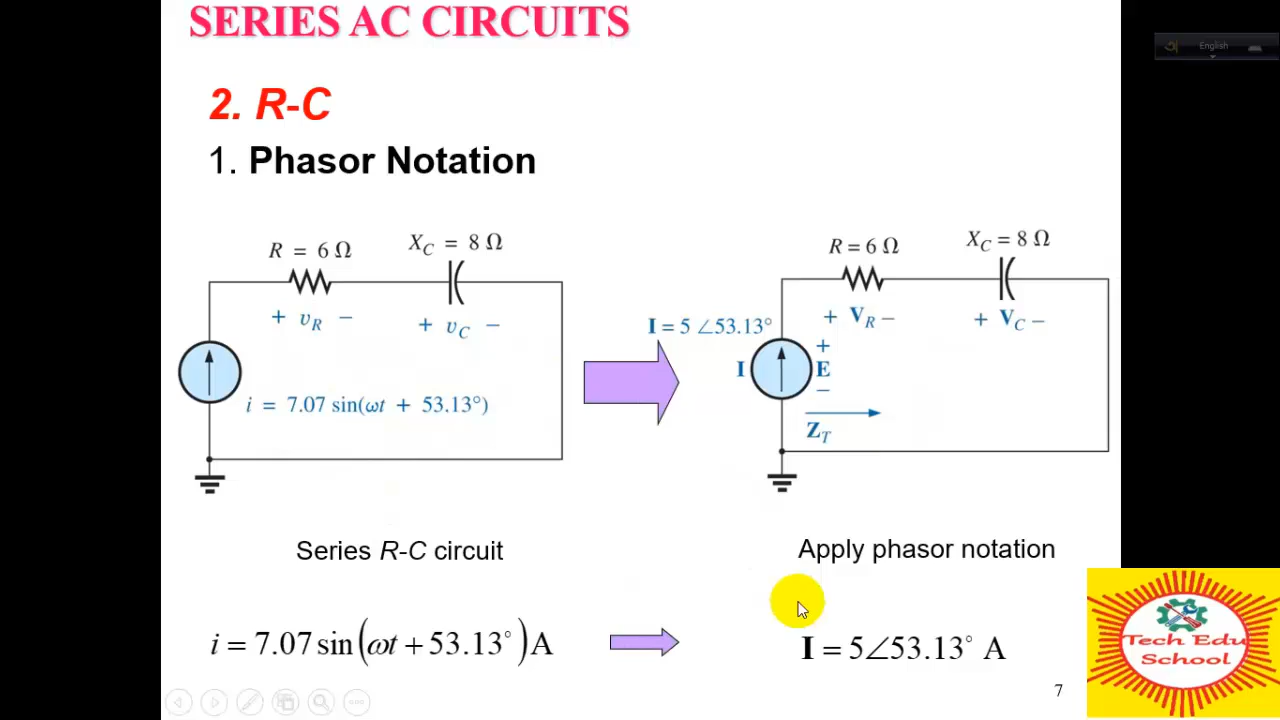 SERIES AC CIRCUITS
English
2. R-C
1. Phasor Notation
R = 6 Ω
X_C = 8 Ω
+ v_R −
+ v_C −
i = 7.07 sin(ωt + 53.13°)
R = 6 Ω
X_C = 8 Ω
I = 5 ∠53.13°
+ V_R −
+ V_C −
I
+
E
−
Z_T
Series R-C circuit
Apply phasor notation
i = 7.07 sin(ωt + 53.13°) A
I = 5∠53.13° A
7
Tech Edu
School